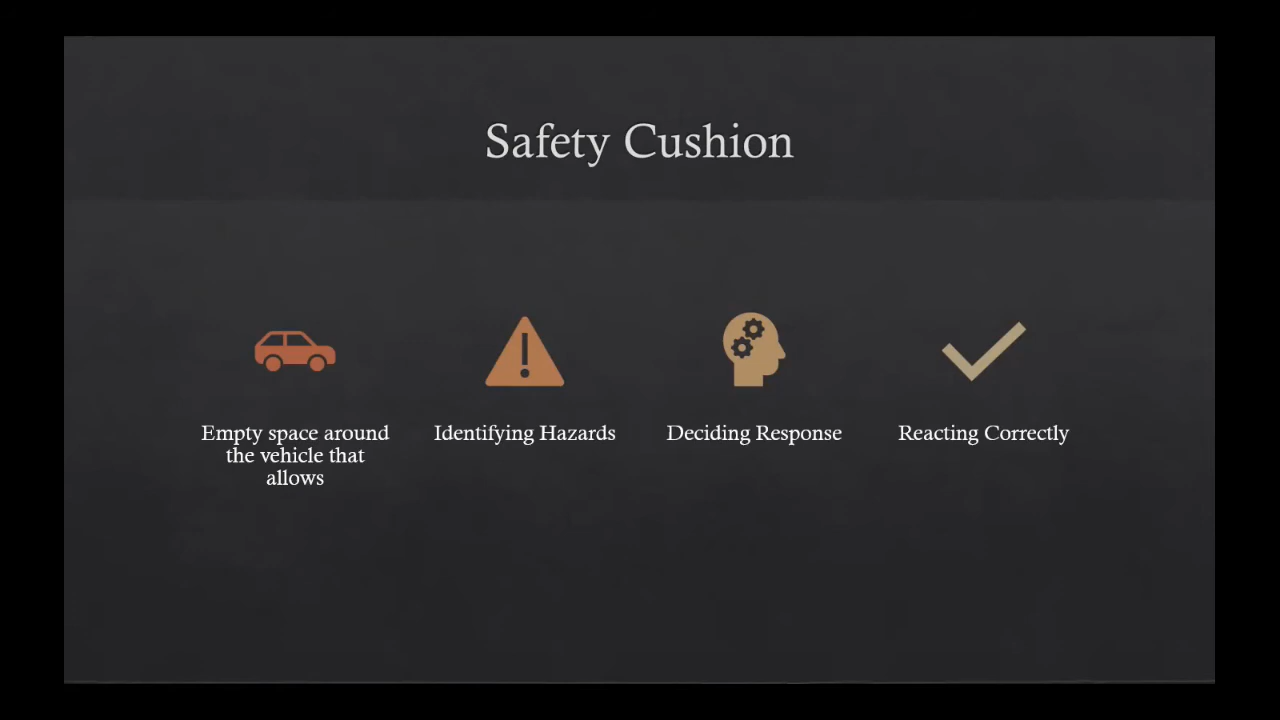 Safety Cushion
Empty space around
the vehicle that
allows
Identifying Hazards
Deciding Response
Reacting Correctly